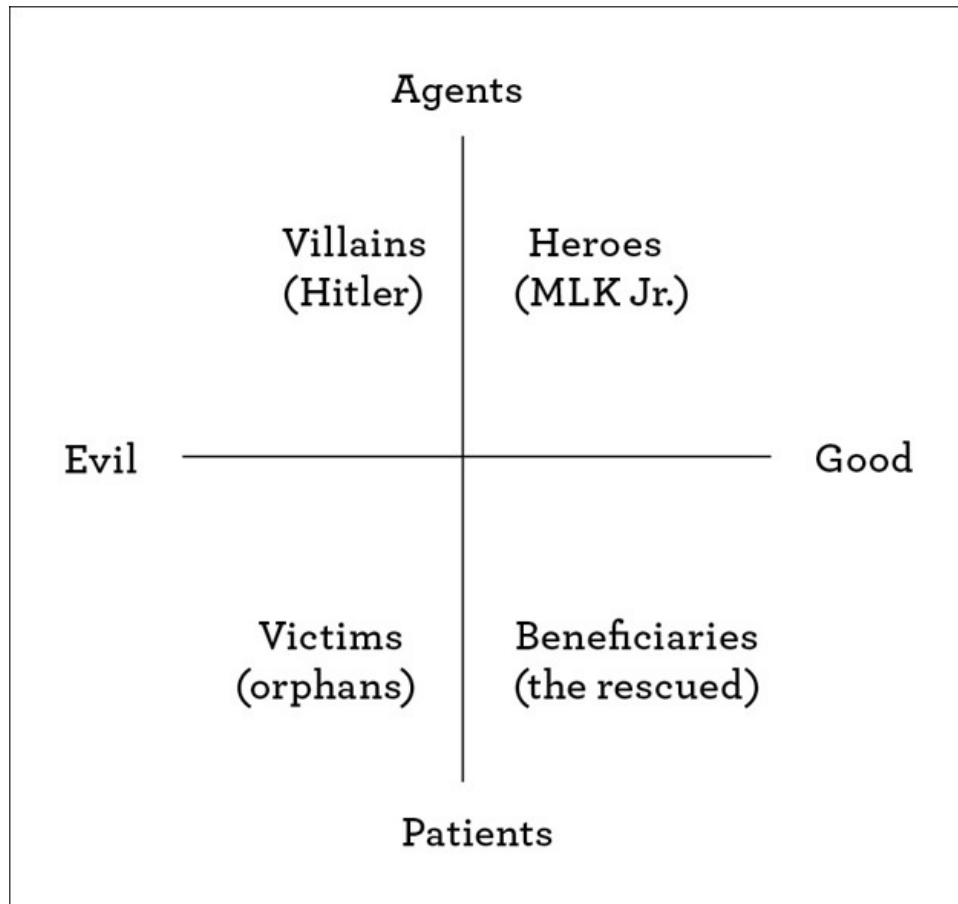 Agents
Villains
(Hitler)
Heroes
(MLK Jr.)
Evil
Good
Victims
(orphans)
Beneficiaries
(the rescued)
Patients